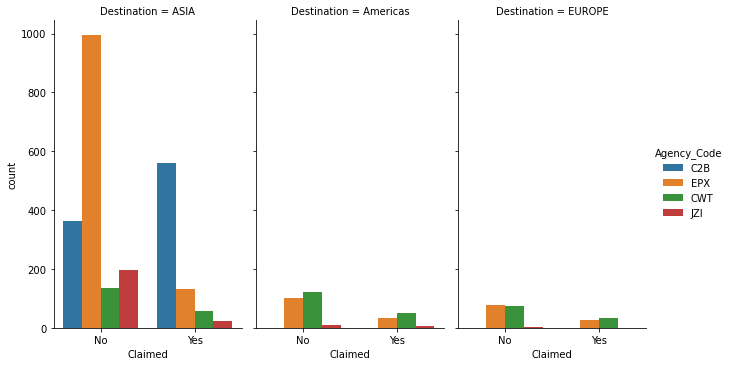 Destination = ASIA
Destination = Americas
Destination = EUROPE
1000
800
600
400
200
0
count
No
Yes
Claimed
No
Yes
Claimed
No
Yes
Claimed
Agency_Code
C2B
EPX
CWT
JZI